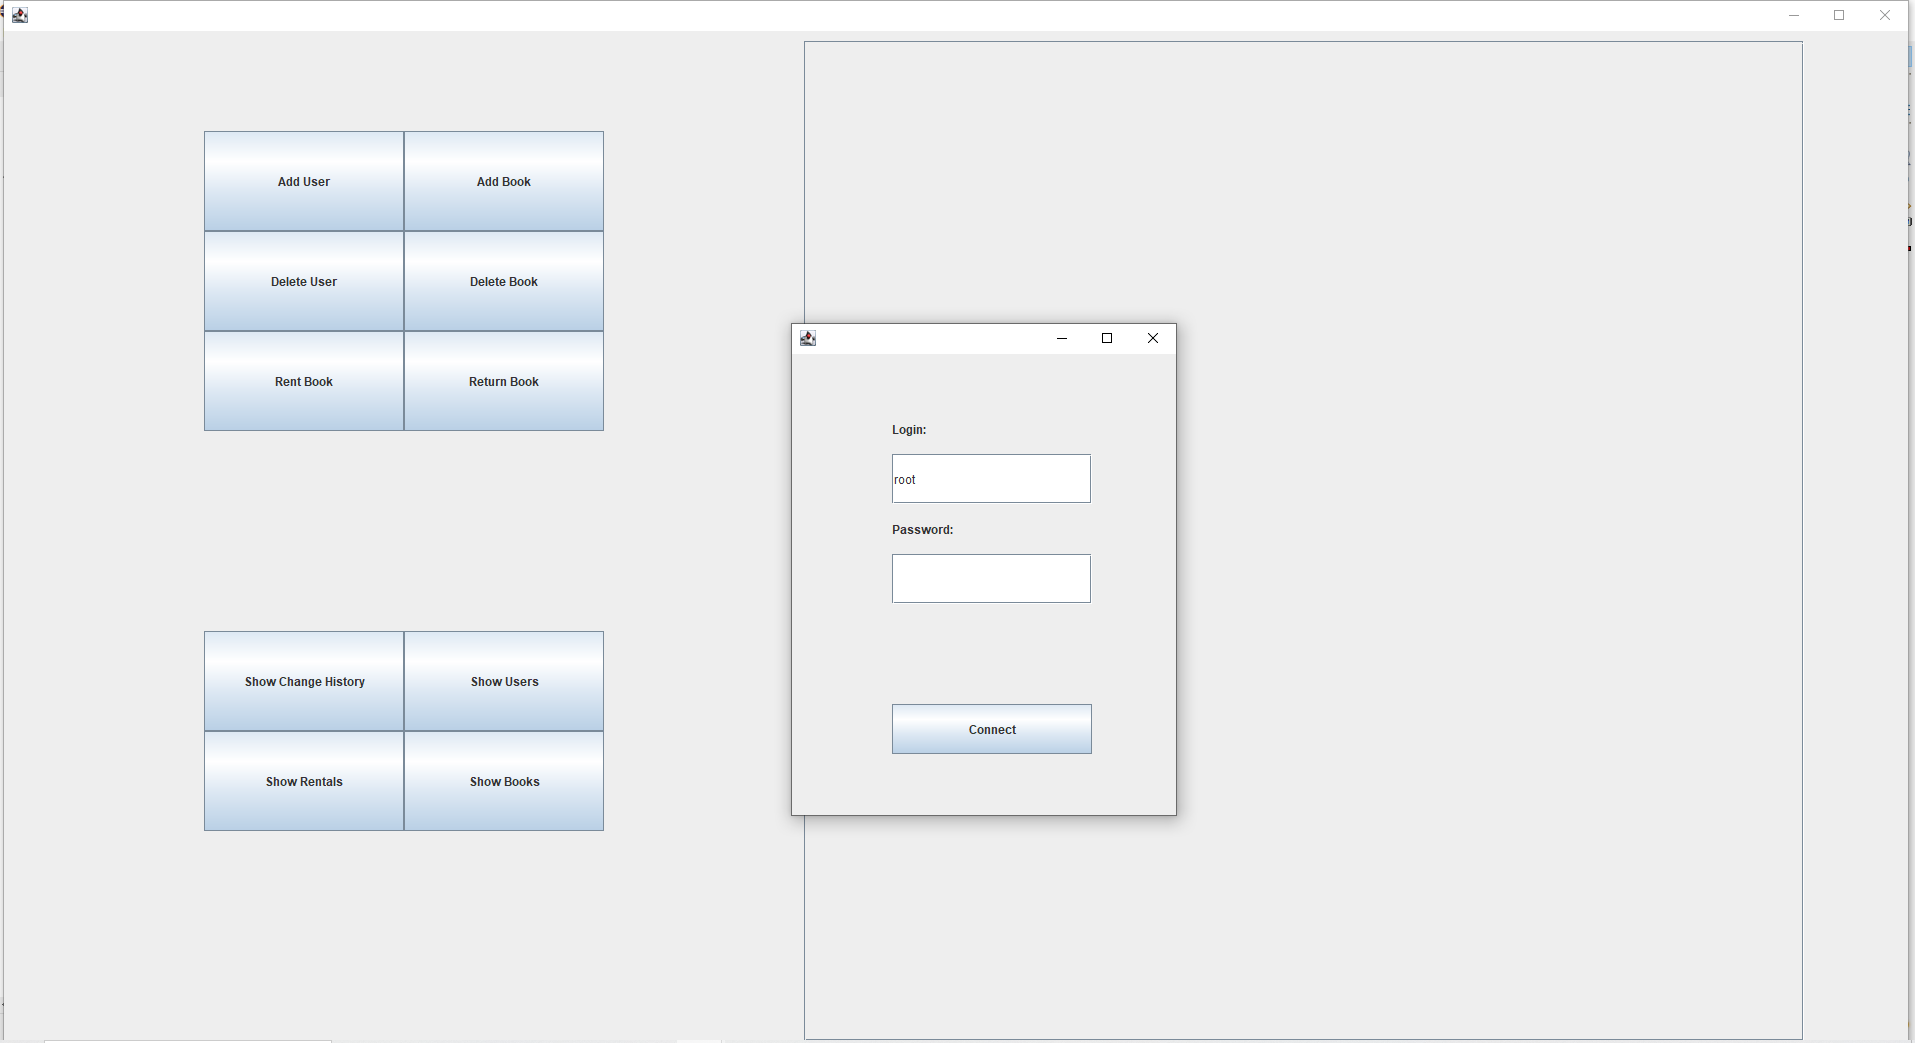 Add User
Add Book
Delete User
Delete Book
Rent Book
Return Book
Login:
root
Password:
Connect
Show Change History
Show Users
Show Rentals
Show Books